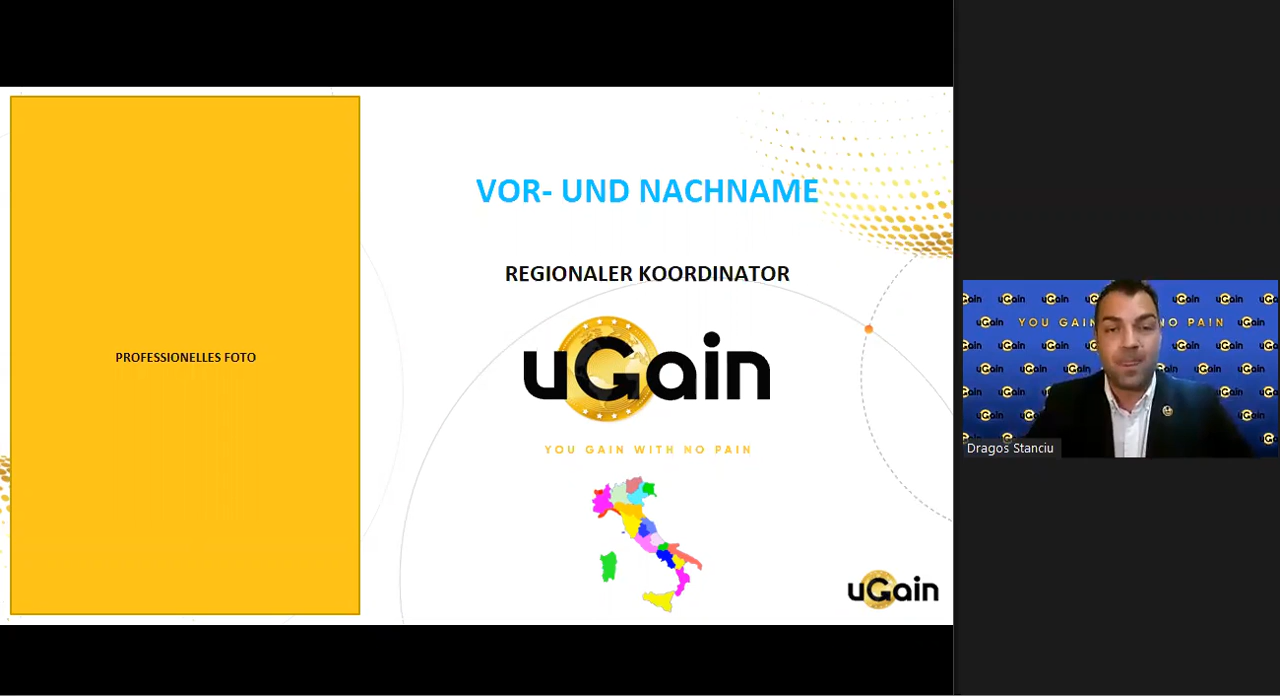 VOR- UND NACHNAME
REGIONALER KOORDINATOR
PROFESSIONELLES FOTO
uGain
YOU GAIN WITH NO PAIN
uGain
YOU GAIN NO PAIN
Dragos Stanciu